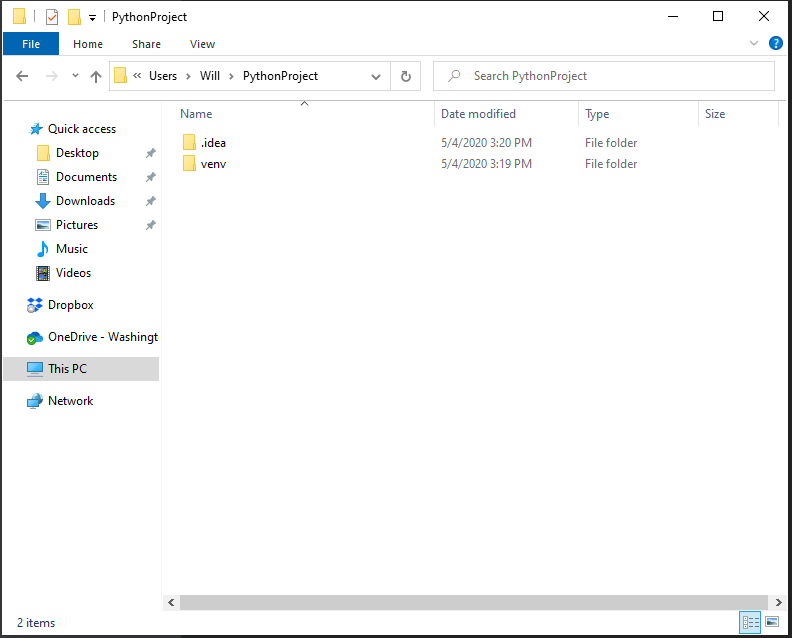 PythonProject
File Home Share View
« Users › Will › PythonProject
Search PythonProject
Name Date modified Type Size
.idea 5/4/2020 3:20 PM File folder
venv 5/4/2020 3:19 PM File folder
Quick access
Desktop
Documents
Downloads
Pictures
Music
Videos
Dropbox
OneDrive - Washingt
This PC
Network
2 items